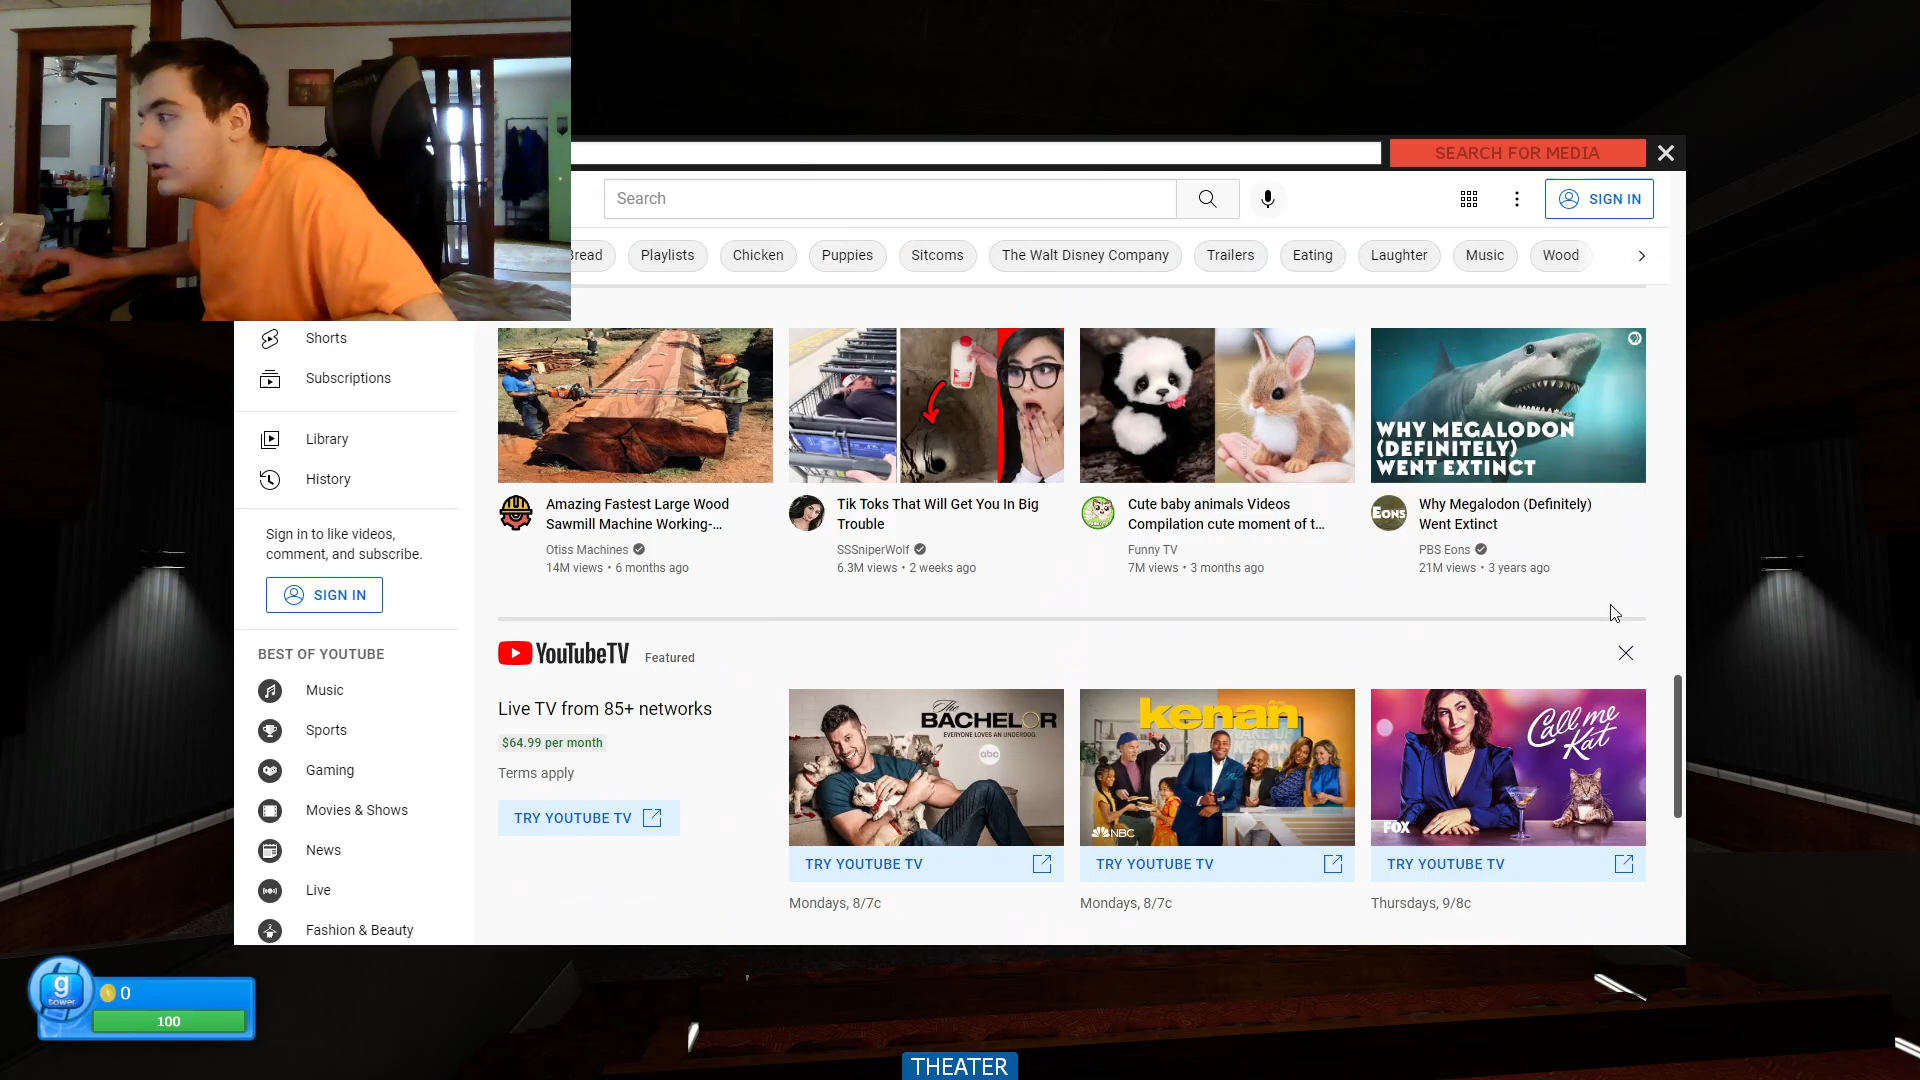 SEARCH FOR MEDIA
Search
SIGN IN
Bread
Playlists
Chicken
Puppies
Sitcoms
The Walt Disney Company
Trailers
Eating
Laughter
Music
Wood
Shorts
Subscriptions
Library
History
Sign in to like videos,
comment, and subscribe.
SIGN IN
BEST OF YOUTUBE
Music
Sports
Gaming
Movies & Shows
News
Live
Fashion & Beauty
WHY MEGALODON
(DEFINITELY)
WENT EXTINCT
Amazing Fastest Large Wood
Sawmill Machine Working-...
Otiss Machines
14M views • 6 months ago
Tik Toks That Will Get You In Big
Trouble
SSSniperWolf
6.3M views • 2 weeks ago
Cute baby animals Videos
Compilation cute moment of t...
Funny TV
7M views • 3 months ago
EONS
Why Megalodon (Definitely)
Went Extinct
PBS Eons
21M views • 3 years ago
YouTubeTV
Featured
Live TV from 85+ networks
$64.99 per month
Terms apply
TRY YOUTUBE TV
The
BACHELOR
EVERYONE LOVES AN UNDERDOG.
abc
TRY YOUTUBE TV
Mondays, 8/7c
kenan
NBC
TRY YOUTUBE TV
Mondays, 8/7c
Call me
Kat
FOX
TRY YOUTUBE TV
Thursdays, 9/8c
g
tower
0
100
THEATER